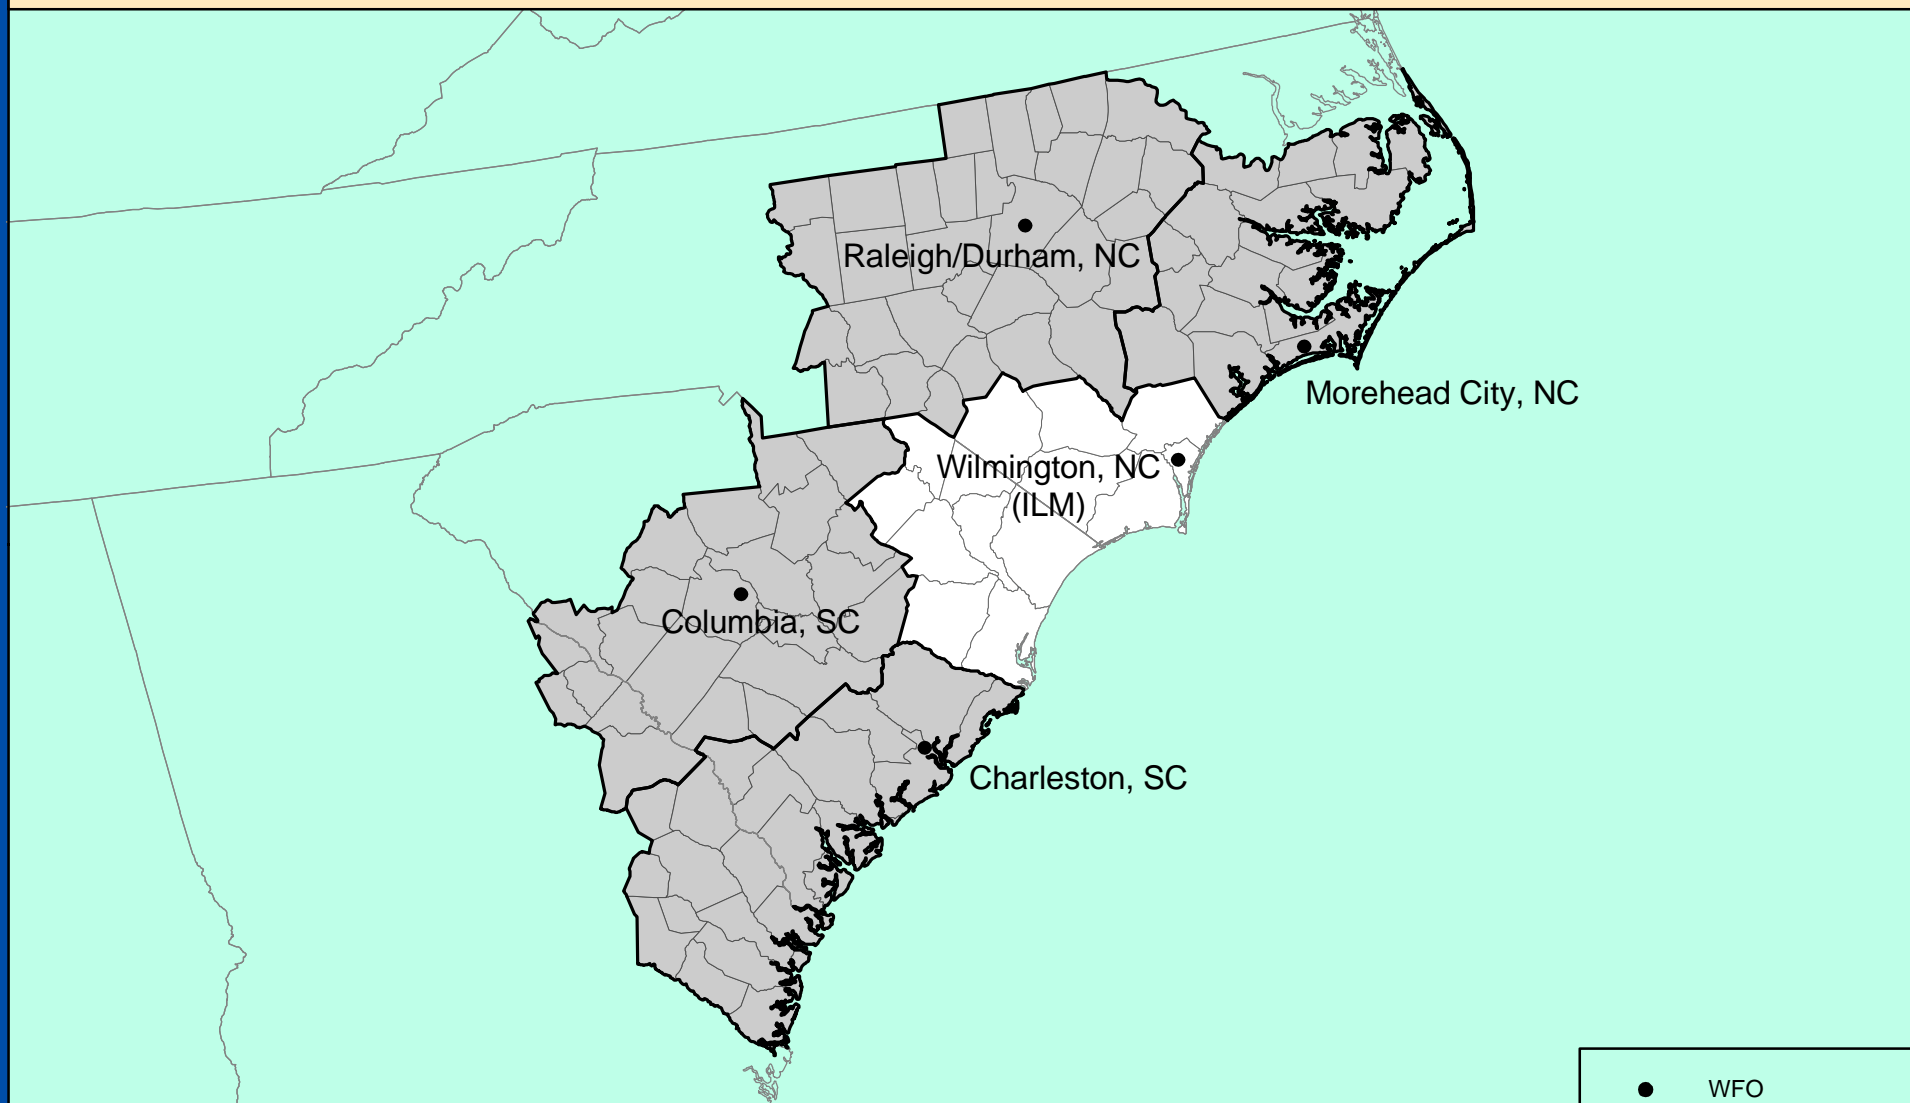 Raleigh/Durham, NC
Morehead City, NC
Wilmington, NC
(ILM)
Columbia, SC
Charleston, SC
WFO